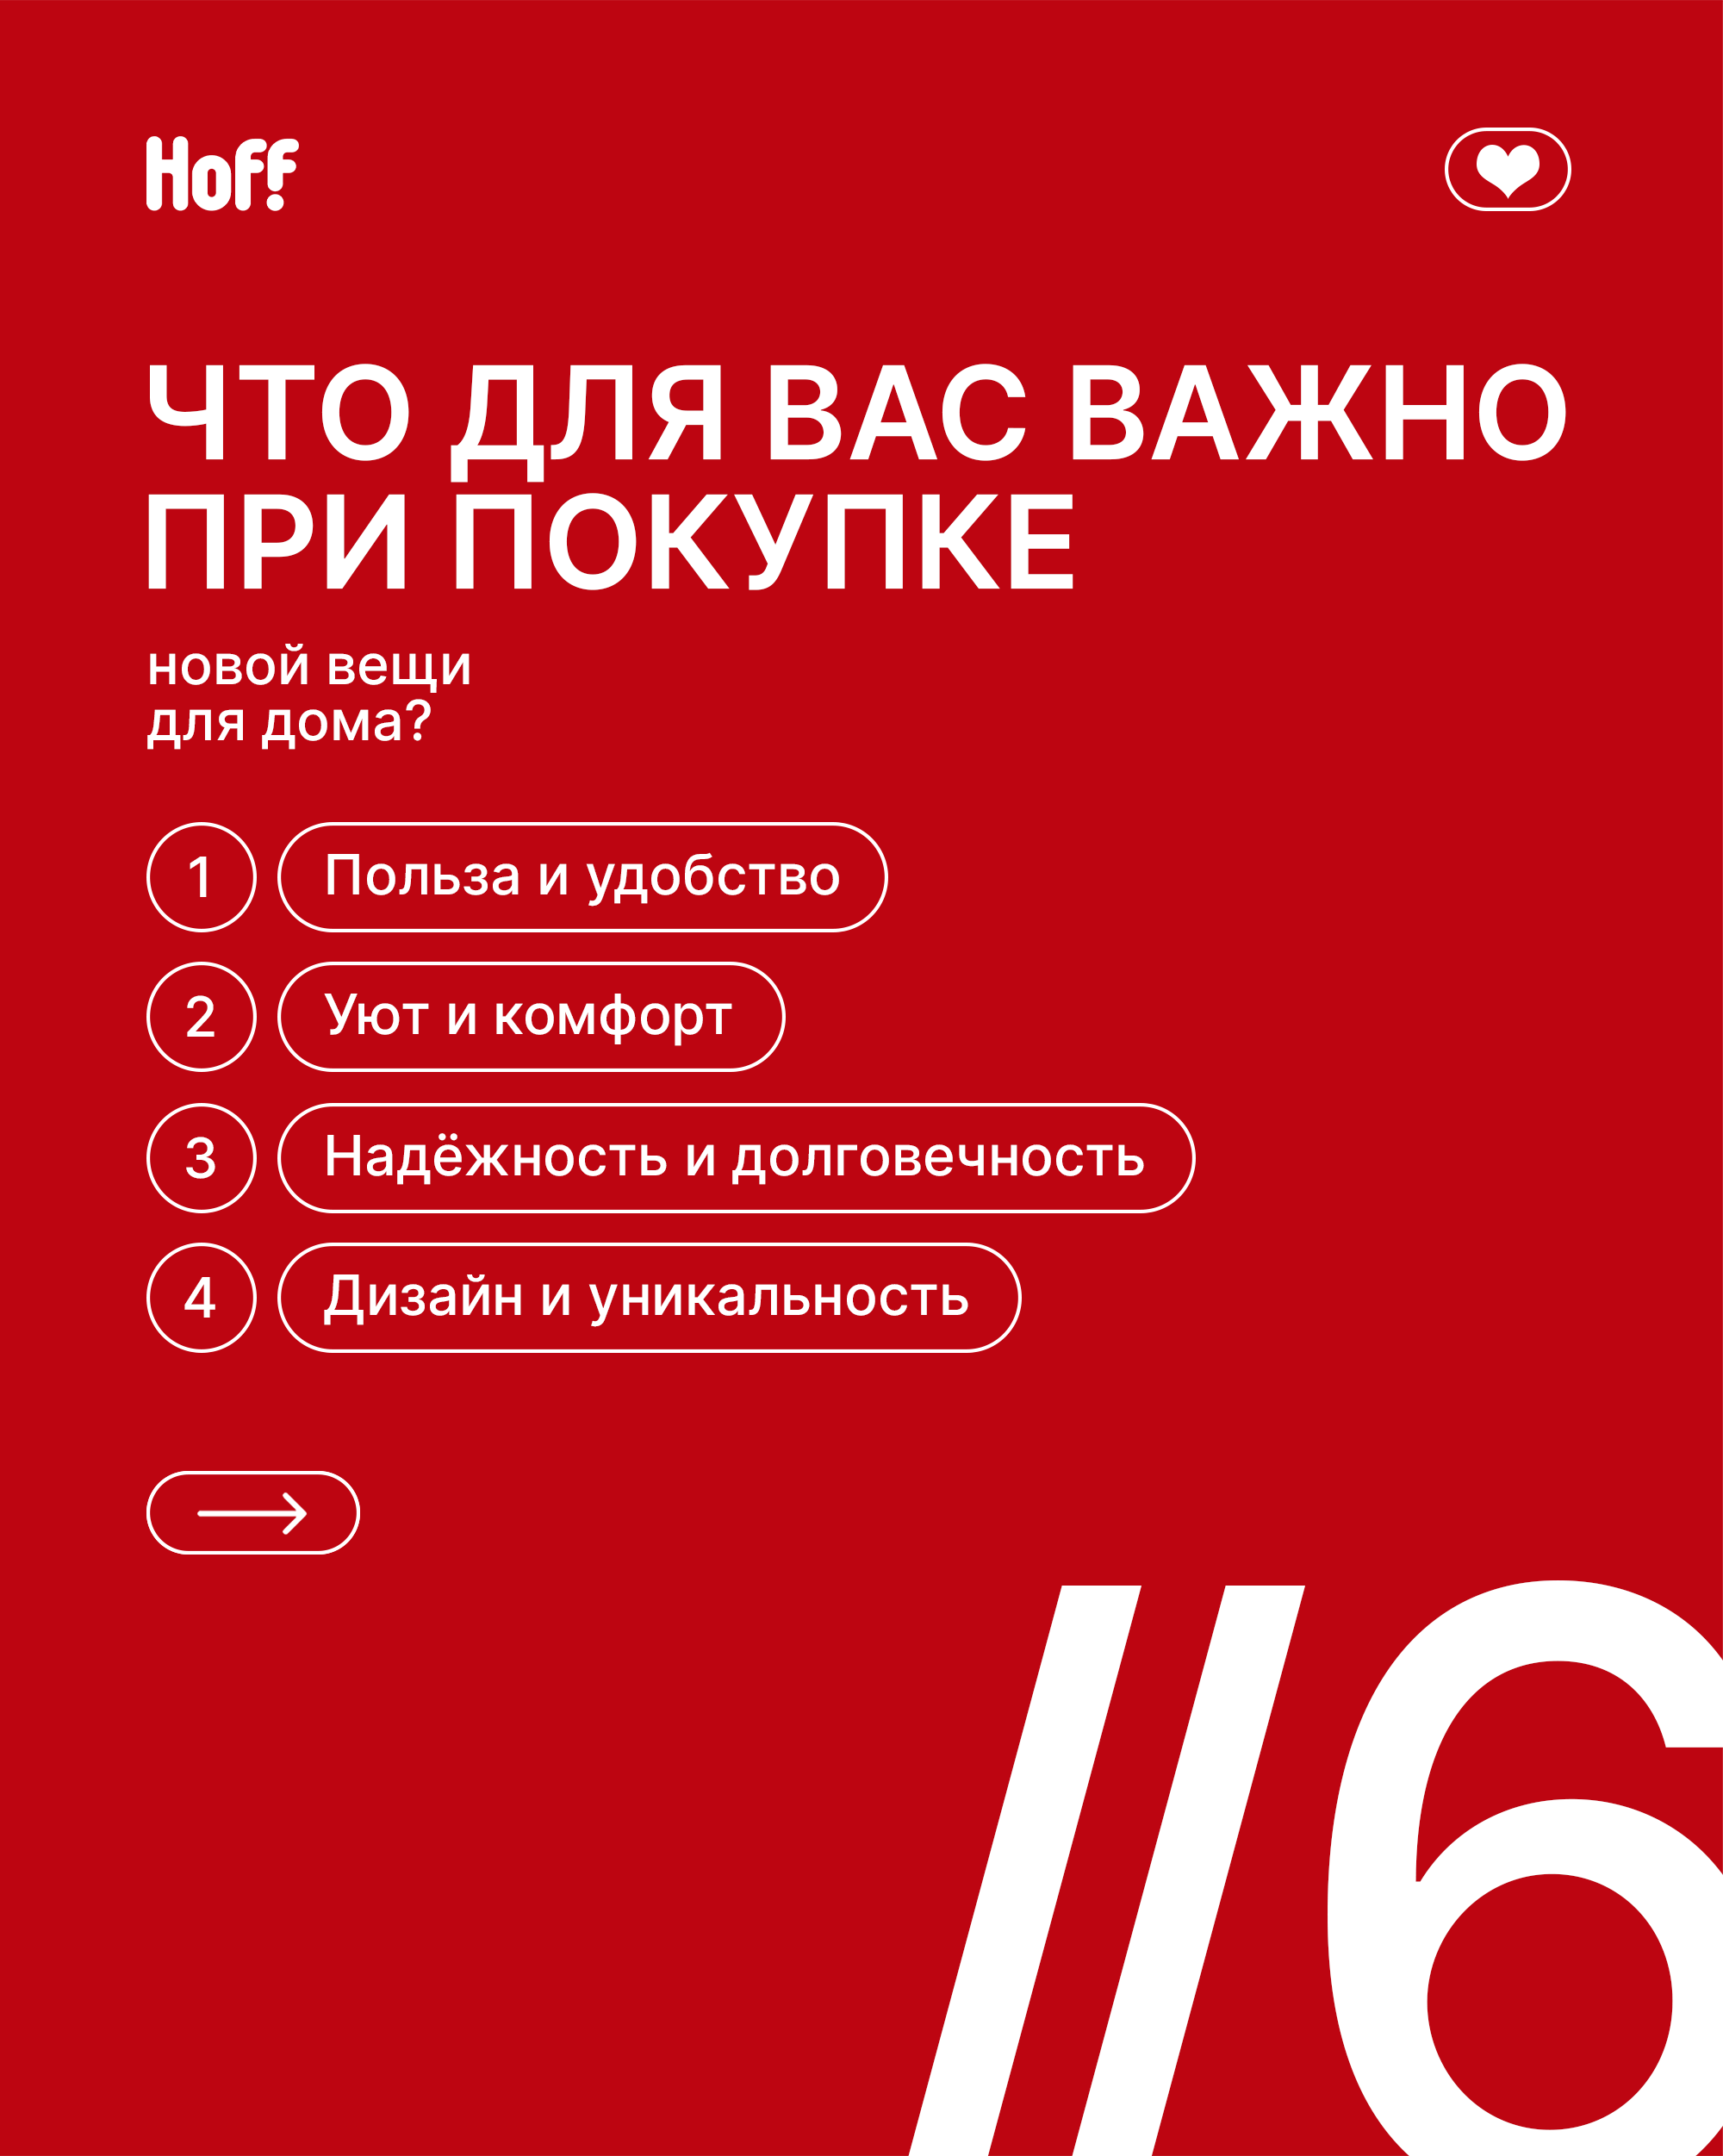 Hoff
ЧТО ДЛЯ ВАС ВАЖНО
ПРИ ПОКУПКЕ
новой вещи
для дома?
1 Польза и удобство
2 Уют и комфорт
3 Надёжность и долговечность
4 Дизайн и уникальность
//6